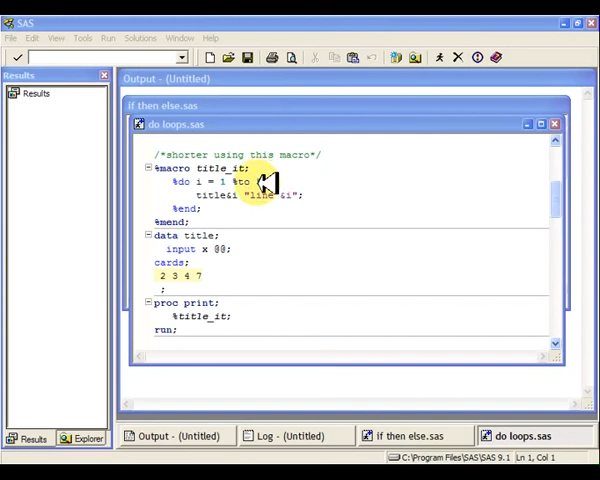 SAS
File Edit View Tools Run Solutions Window Help
Results
Results
Output - (Untitled)
if then else.sas
do loops.sas
/*shorter using this macro*/
%macro title_it;
%do i = 1 %to
title&i "line &i";
%end;
%mend;
data title;
input x @@;
cards;
2 3 4 7
;
proc print;
%title_it;
run;
Results Explorer
Output - (Untitled) Log - (Untitled) if then else.sas do loops.sas
C:\Program Files\SAS\SAS 9.1 Ln 1, Col 1